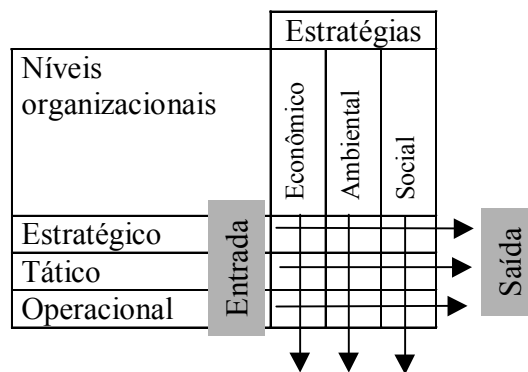 Estratégias
Níveis
organizacionais
Econômico
Ambiental
Social
Estratégico
Tático
Operacional
Entrada
Saída